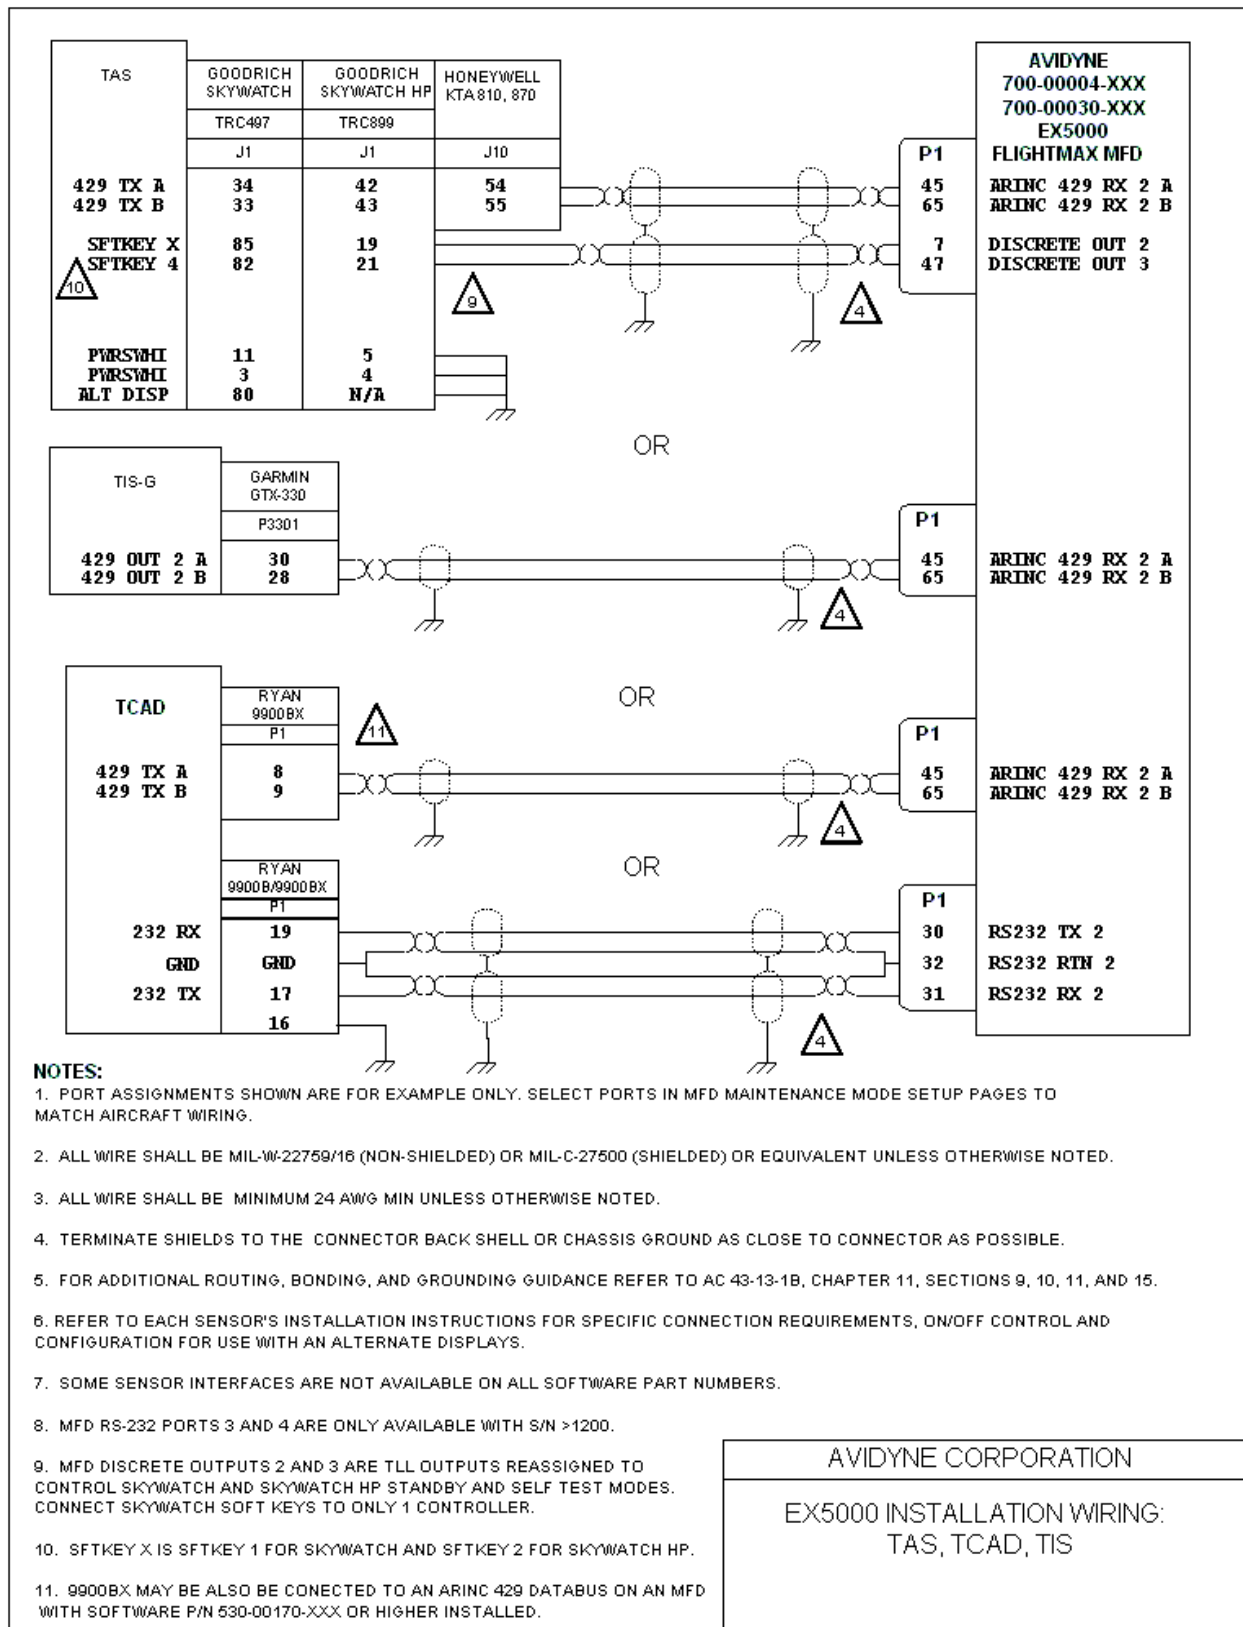 TAS
GOODRICH SKYWATCH
GOODRICH SKYWATCH HP
HONEYWELL KTA 810, 870
TRC497
TRC899
J1
J1
J10
429 TX A 34 42 54
429 TX B 33 43 55
SFTKEY X 85 19
SFTKEY 4 82 21
10
9
4
PWRSWHI 11 5
PWRSWHI 3 4
ALT DISP 80 N/A
AVIDYNE
700-00004-XXX
700-00030-XXX
EX5000
FLIGHTMAX MFD
P1
45 ARINC 429 RX 2 A
65 ARINC 429 RX 2 B
7 DISCRETE OUT 2
47 DISCRETE OUT 3
OR
TIS-G
GARMIN
GTX-330
P3301
429 OUT 2 A 30
429 OUT 2 B 28
4
P1
45 ARINC 429 RX 2 A
65 ARINC 429 RX 2 B
OR
TCAD
RYAN
9900BX
P1
11
429 TX A 8
429 TX B 9
4
P1
45 ARINC 429 RX 2 A
65 ARINC 429 RX 2 B
OR
RYAN
9900B/9900BX
P1
232 RX 19
GND GND
232 TX 17
16
4
P1
30 RS232 TX 2
32 RS232 RTN 2
31 RS232 RX 2
NOTES:
1. PORT ASSIGNMENTS SHOWN ARE FOR EXAMPLE ONLY. SELECT PORTS IN MFD MAINTENANCE MODE SETUP PAGES TO
MATCH AIRCRAFT WIRING.
2. ALL WIRE SHALL BE MIL-W-22759/16 (NON-SHIELDED) OR MIL-C-27500 (SHIELDED) OR EQUIVALENT UNLESS OTHERWISE NOTED.
3. ALL WIRE SHALL BE MINIMUM 24 AWG MIN UNLESS OTHERWISE NOTED.
4. TERMINATE SHIELDS TO THE CONNECTOR BACK SHELL OR CHASSIS GROUND AS CLOSE TO CONNECTOR AS POSSIBLE.
5. FOR ADDITIONAL ROUTING, BONDING, AND GROUNDING GUIDANCE REFER TO AC 43-13-1B, CHAPTER 11, SECTIONS 9, 10, 11, AND 15.
6. REFER TO EACH SENSOR'S INSTALLATION INSTRUCTIONS FOR SPECIFIC CONNECTION REQUIREMENTS, ON/OFF CONTROL AND
CONFIGURATION FOR USE WITH AN ALTERNATE DISPLAYS.
7. SOME SENSOR INTERFACES ARE NOT AVAILABLE ON ALL SOFTWARE PART NUMBERS.
8. MFD RS-232 PORTS 3 AND 4 ARE ONLY AVAILABLE WITH S/N >1200.
9. MFD DISCRETE OUTPUTS 2 AND 3 ARE TLL OUTPUTS REASSIGNED TO
CONTROL SKYWATCH AND SKYWATCH HP STANDBY AND SELF TEST MODES.
CONNECT SKYWATCH SOFT KEYS TO ONLY 1 CONTROLLER.
10. SFTKEY X IS SFTKEY 1 FOR SKYWATCH AND SFTKEY 2 FOR SKYWATCH HP.
11. 9900BX MAY BE ALSO BE CONECTED TO AN ARINC 429 DATABUS ON AN MFD
WITH SOFTWARE P/N 530-00170-XXX OR HIGHER INSTALLED.
AVIDYNE CORPORATION
EX5000 INSTALLATION WIRING:
TAS, TCAD, TIS